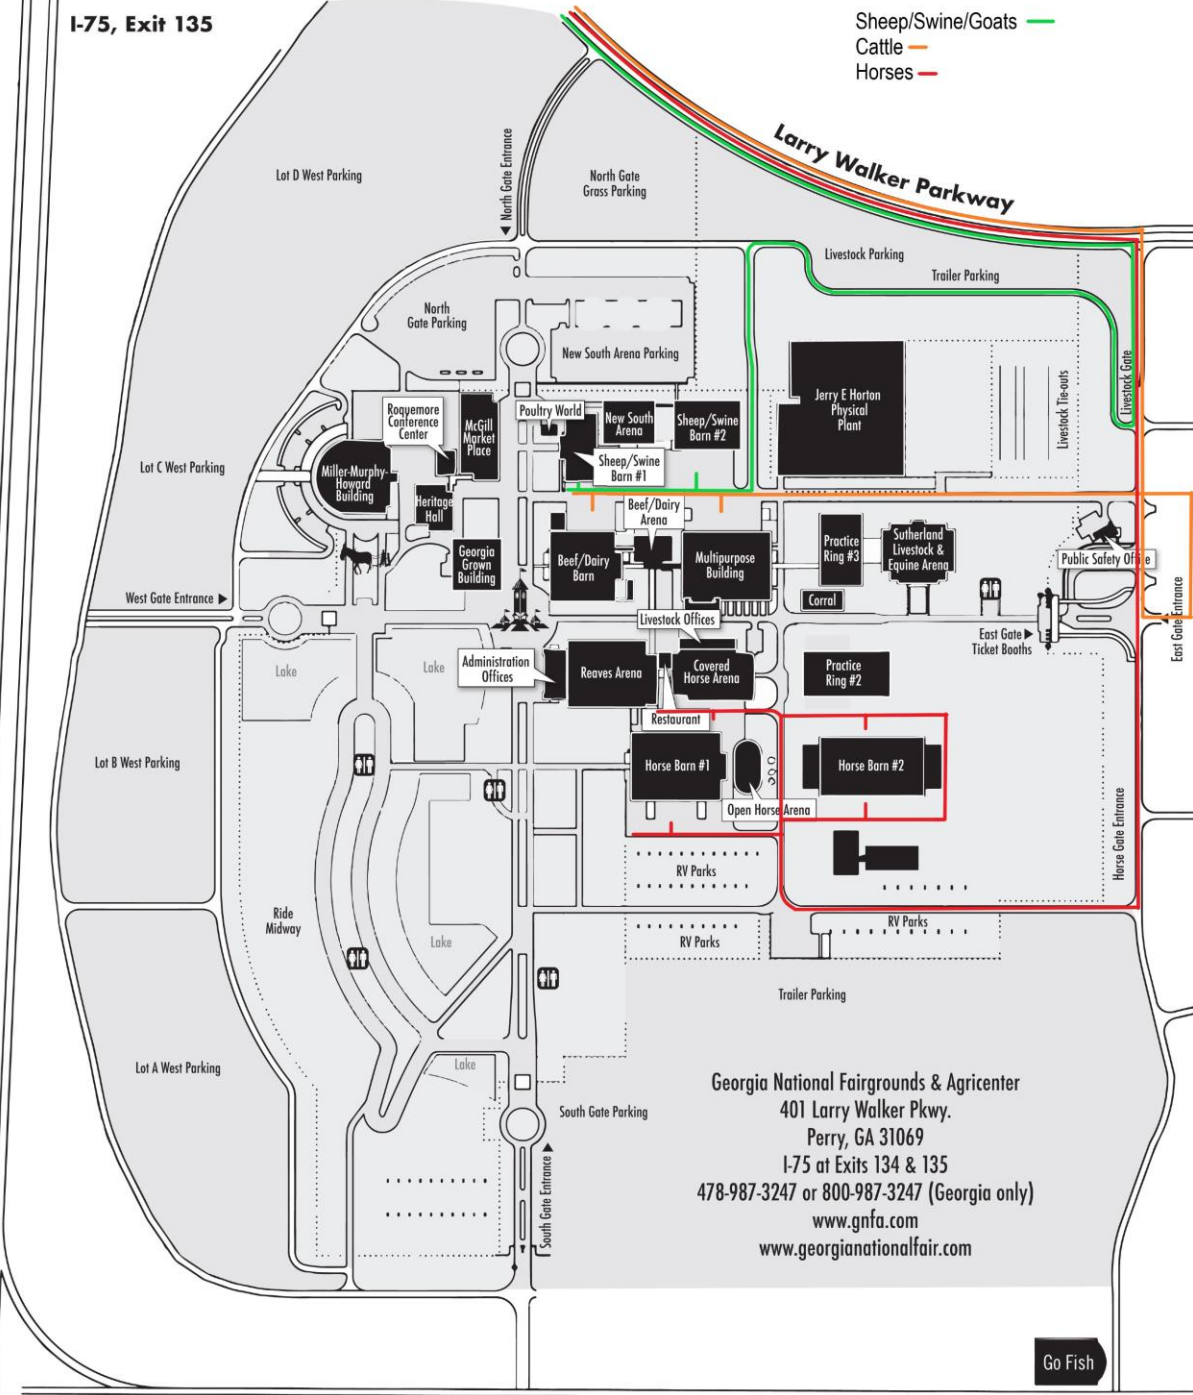 I-75, Exit 135
Sheep/Swine/Goats
Cattle
Horses
Larry Walker Parkway
Lot D West Parking
North Gate Entrance
North Gate
Grass Parking
Livestock Parking
Trailer Parking
North
Gate Parking
New South Arena Parking
Livestock Gate
Livestock Tie-outs
Jerry E Horton
Physical
Plant
Roquemore
Conference
Center
McGill
Market
Place
Poultry World
New South
Arena
Sheep/Swine
Barn #2
Sheep/Swine
Barn #1
Lot C West Parking
Miller-Murphy-
Howard
Building
Heritage
Hall
Georgia
Grown
Building
Beef/Dairy
Arena
Beef/Dairy
Barn
Multipurpose
Building
Practice
Ring #3
Sutherland
Livestock &
Equine Arena
Public Safety Office
Corral
West Gate Entrance
East Gate Entrance
East Gate
Ticket Booths
Livestock Offices
Lake
Lake
Administration
Offices
Reaves Arena
Covered
Horse Arena
Practice
Ring #2
Restaurant
Lot B West Parking
Horse Barn #1
Horse Barn #2
Open Horse Arena
Horse Gate Entrance
RV Parks
Ride
Midway
Lake
RV Parks
RV Parks
Trailer Parking
Lot A West Parking
Lake
South Gate Parking
South Gate Entrance
Georgia National Fairgrounds & Agricenter
401 Larry Walker Pkwy.
Perry, GA 31069
I-75 at Exits 134 & 135
478-987-3247 or 800-987-3247 (Georgia only)
www.gnfa.com
www.georgianationalfair.com
Go Fish